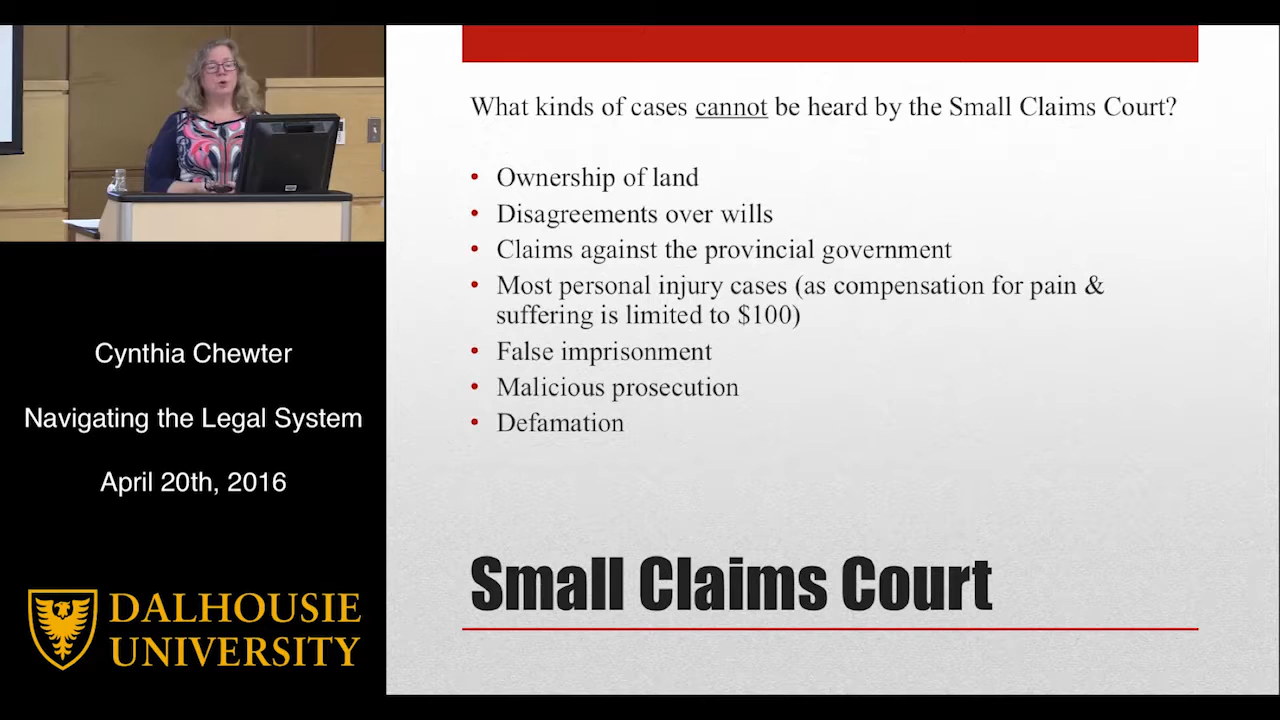 Cynthia Chewter
Navigating the Legal System
April 20th, 2016
DALHOUSIE
UNIVERSITY
What kinds of cases cannot be heard by the Small Claims Court?
• Ownership of land
• Disagreements over wills
• Claims against the provincial government
• Most personal injury cases (as compensation for pain &
suffering is limited to $100)
• False imprisonment
• Malicious prosecution
• Defamation
Small Claims Court